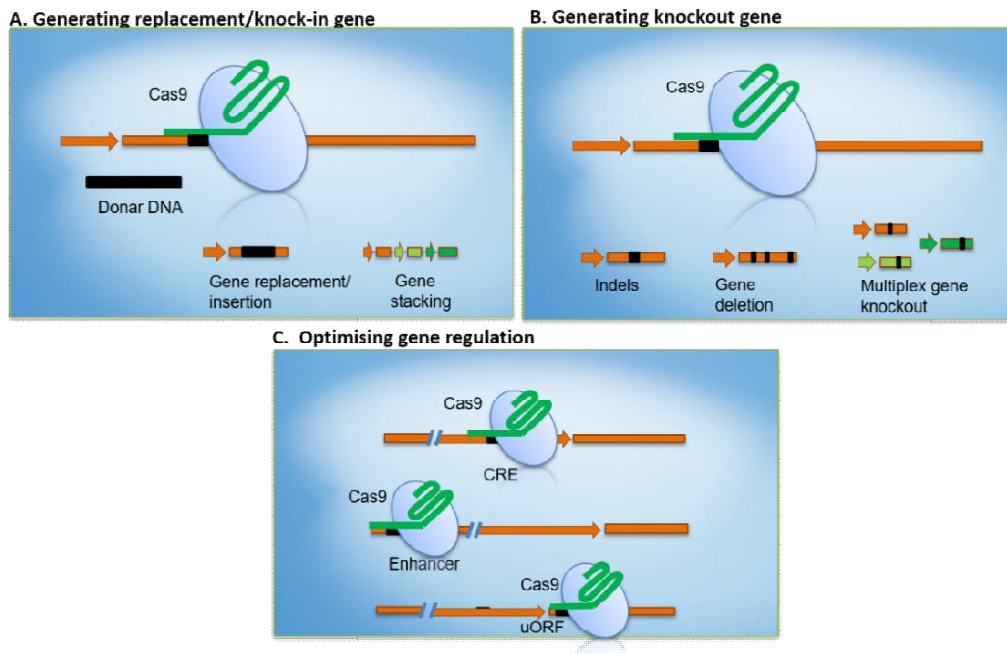 A. Generating replacement/knock-in gene
Cas9
Donar DNA
Gene replacement/
insertion
Gene
stacking
B. Generating knockout gene
Cas9
Indels
Gene
deletion
Multiplex gene
knockout
C. Optimising gene regulation
Cas9
CRE
Cas9
Enhancer
Cas9
uORF